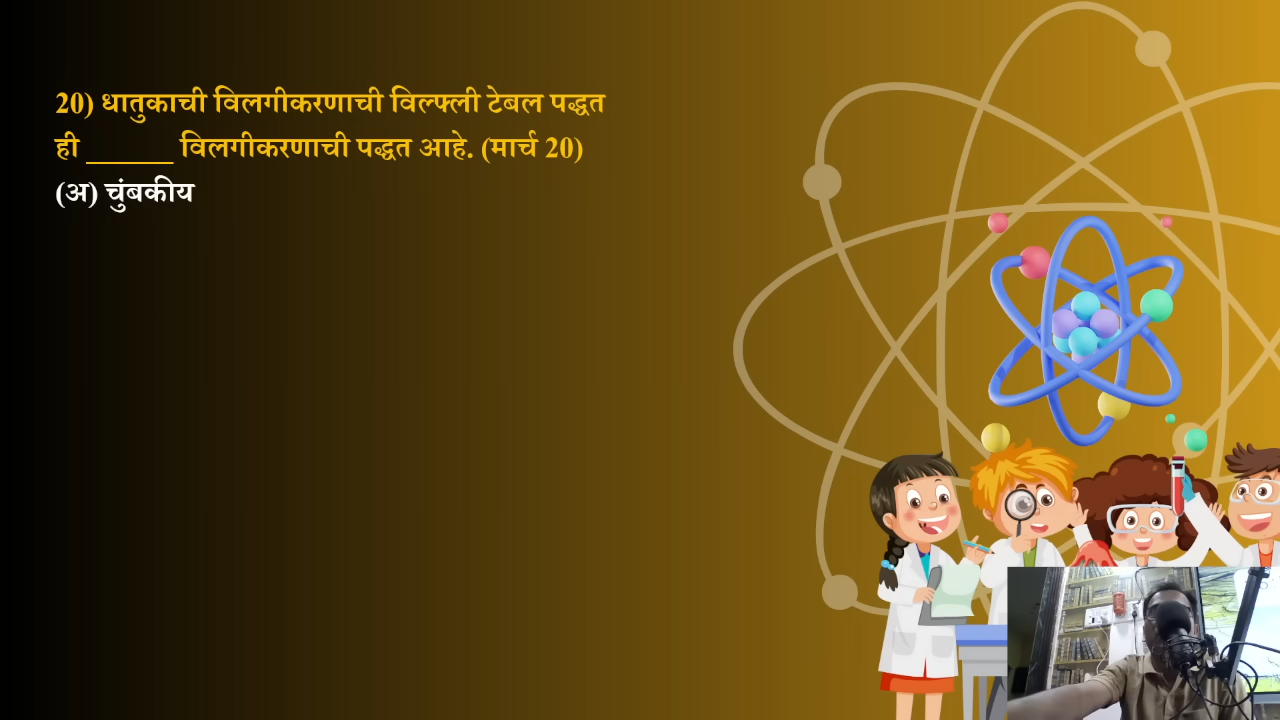 20) धातुकाची विलगीकरणाची विल्फ्ली टेबल पद्धत
ही ______ विलगीकरणाची पद्धत आहे. (मार्च 20)
(अ) चुंबकीय